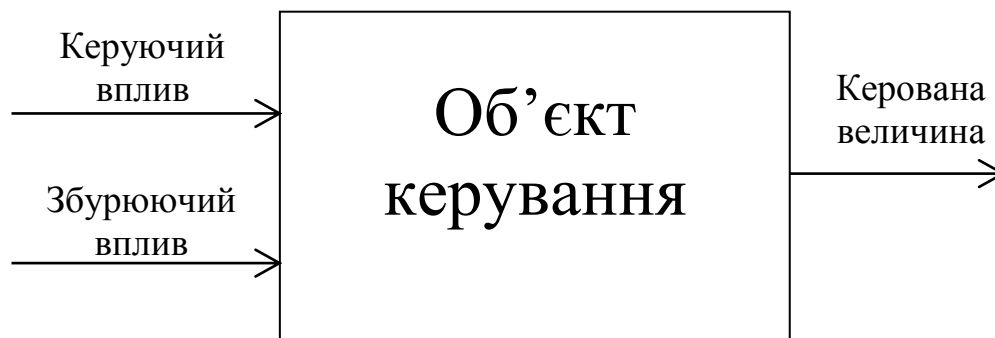 Керуючий
вплив
Об’єкт
керування
Керована
величина
Збурюючий
вплив